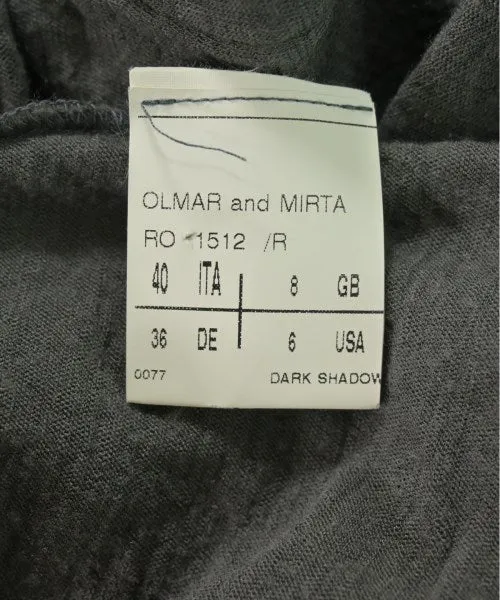 OLMAR and MIRTA
RO 1512 /R
40 ITA 8 GB
36 DE 6 USA
0077 DARK SHADOW